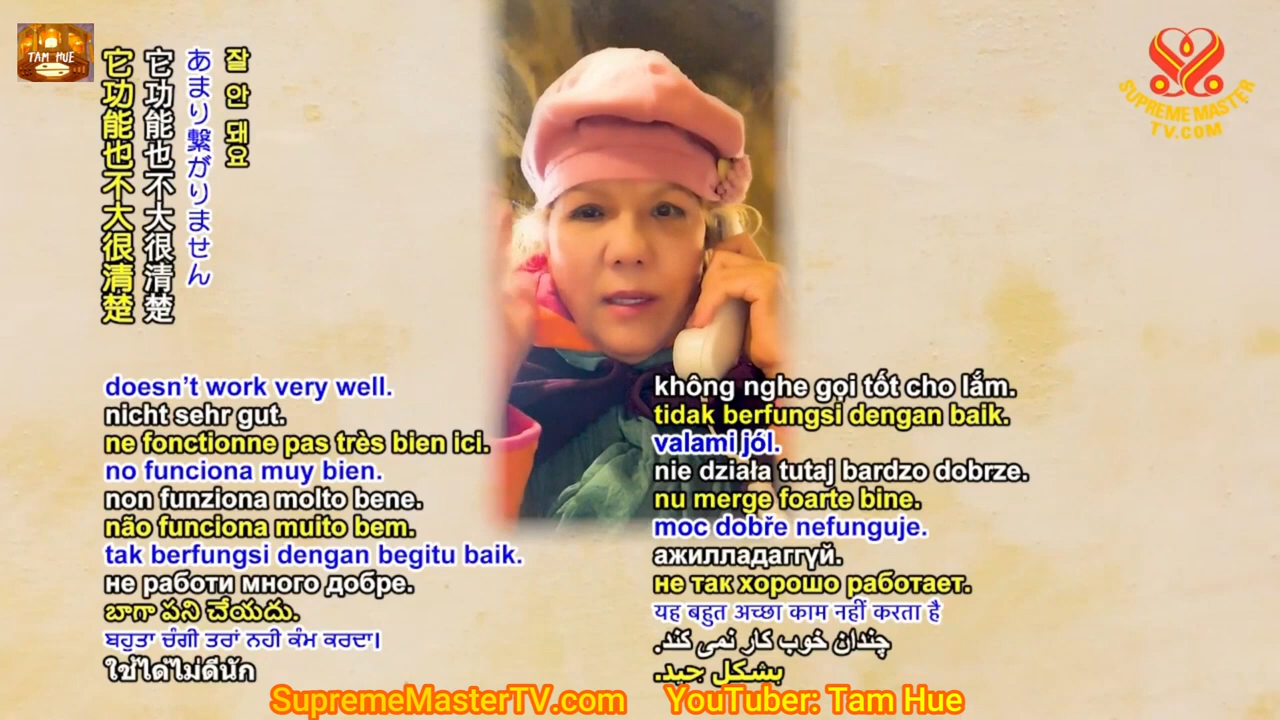 TAM HUE
SUPREME MASTER
TV.COM
잘 안 돼요
あまり繋がりません
它功能也不大很清楚
它功能也不大很清楚
doesn’t work very well.
nicht sehr gut.
ne fonctionne pas très bien ici.
no funciona muy bien.
non funziona molto bene.
não funciona muito bem.
tak berfungsi dengan begitu baik.
не работи много добре.
బాగా పని చేయదు.
ਬਹੁਤਾ ਚੰਗੀ ਤਰਾਂ ਨਹੀ ਕੰਮ ਕਰਦਾ।
ใช้ได้ไม่ดีนัก
không nghe gọi tốt cho lắm.
tidak berfungsi dengan baik.
valami jól.
nie działa tutaj bardzo dobrze.
nu merge foarte bine.
moc dobře nefunguje.
ажилладаггүй.
не так хорошо работает.
यह बहुत अच्छा काम नहीं करता है
چندان خوب کار نمی کند.
بشكل جيد.
SupremeMasterTV.com YouTuber: Tam Hue